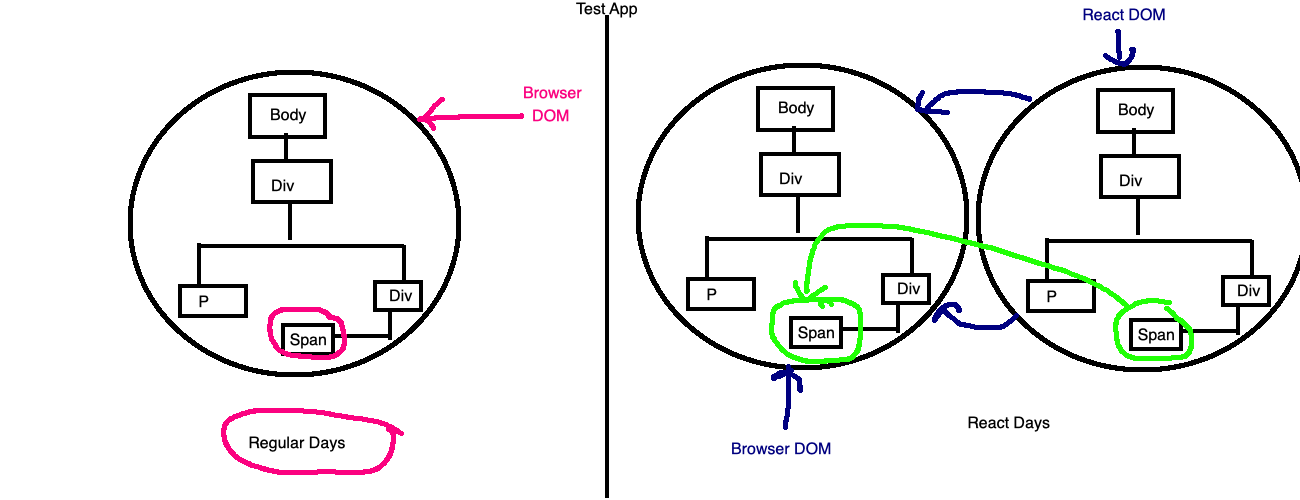 Test App
Browser
DOM
Body
Div
P
Div
Span
Regular Days
React DOM
Body
Div
P
Div
Span
Browser DOM
Body
Div
P
Div
Span
React Days